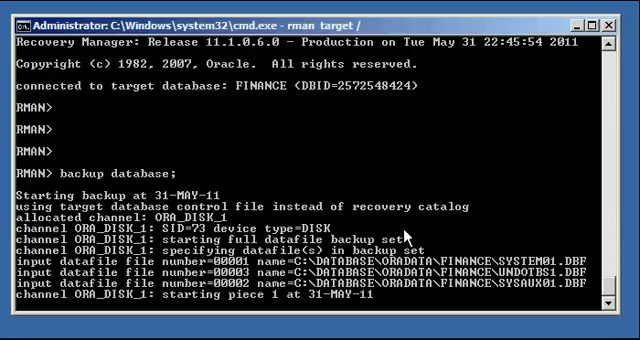 Administrator: C:\Windows\system32\cmd.exe - rman target /
Recovery Manager: Release 11.1.0.6.0 - Production on Tue May 31 22:45:54 2011
Copyright (c) 1982, 2007, Oracle.  All rights reserved.
connected to target database: FINANCE (DBID=2572548424)
RMAN>
RMAN>
RMAN>
RMAN> backup database;
Starting backup at 31-MAY-11
using target database control file instead of recovery catalog
allocated channel: ORA_DISK_1
channel ORA_DISK_1: SID=73 device type=DISK
channel ORA_DISK_1: starting full datafile backup set
channel ORA_DISK_1: specifying datafile(s) in backup set
input datafile file number=00001 name=C:\DATABASE\ORADATA\FINANCE\SYSTEM01.DBF
input datafile file number=00003 name=C:\DATABASE\ORADATA\FINANCE\UNDOTBS1.DBF
input datafile file number=00002 name=C:\DATABASE\ORADATA\FINANCE\SYSAUX01.DBF
channel ORA_DISK_1: starting piece 1 at 31-MAY-11